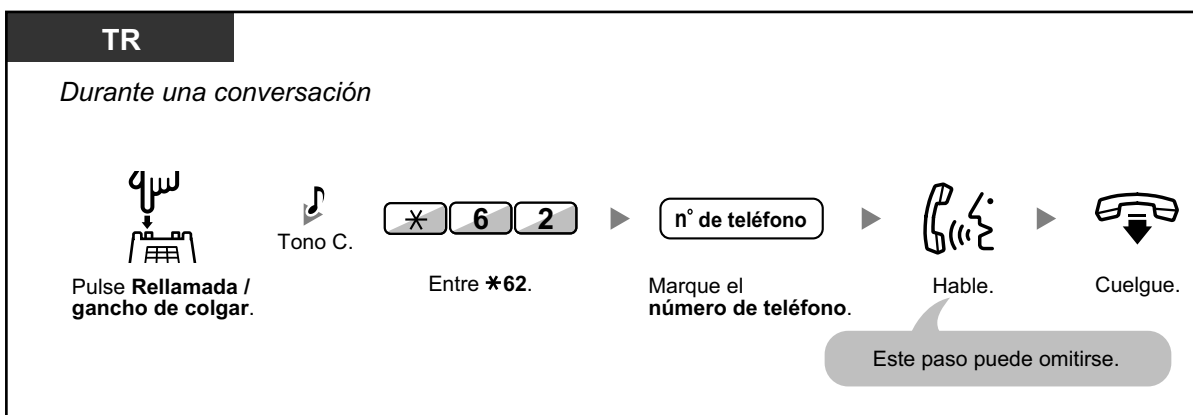 TR
Durante una conversación
Tono C.
* 6 2
n° de teléfono
Pulse Rellamada /
gancho de colgar.
Entre *62.
Marque el
número de teléfono.
Hable.
Cuelgue.
Este paso puede omitirse.